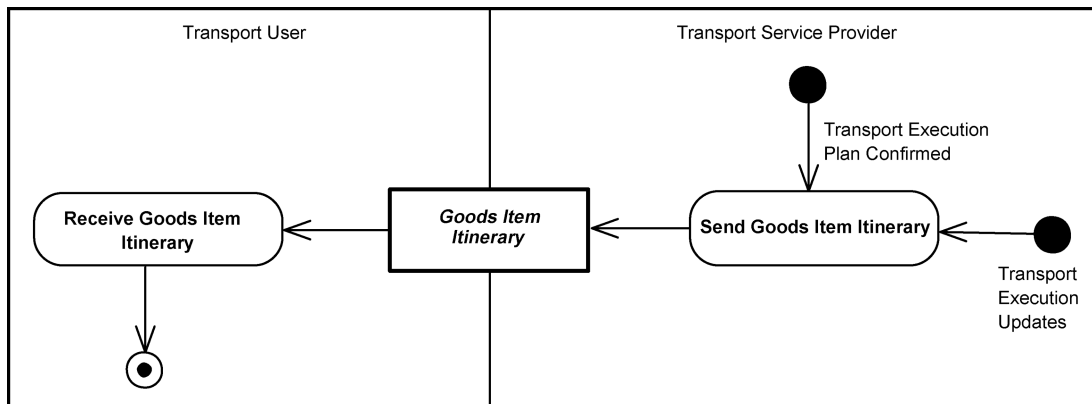 Transport User
Transport Service Provider
Transport Execution
Plan Confirmed
Receive Goods Item
Itinerary
Goods Item
Itinerary
Send Goods Item Itinerary
Transport
Execution
Updates